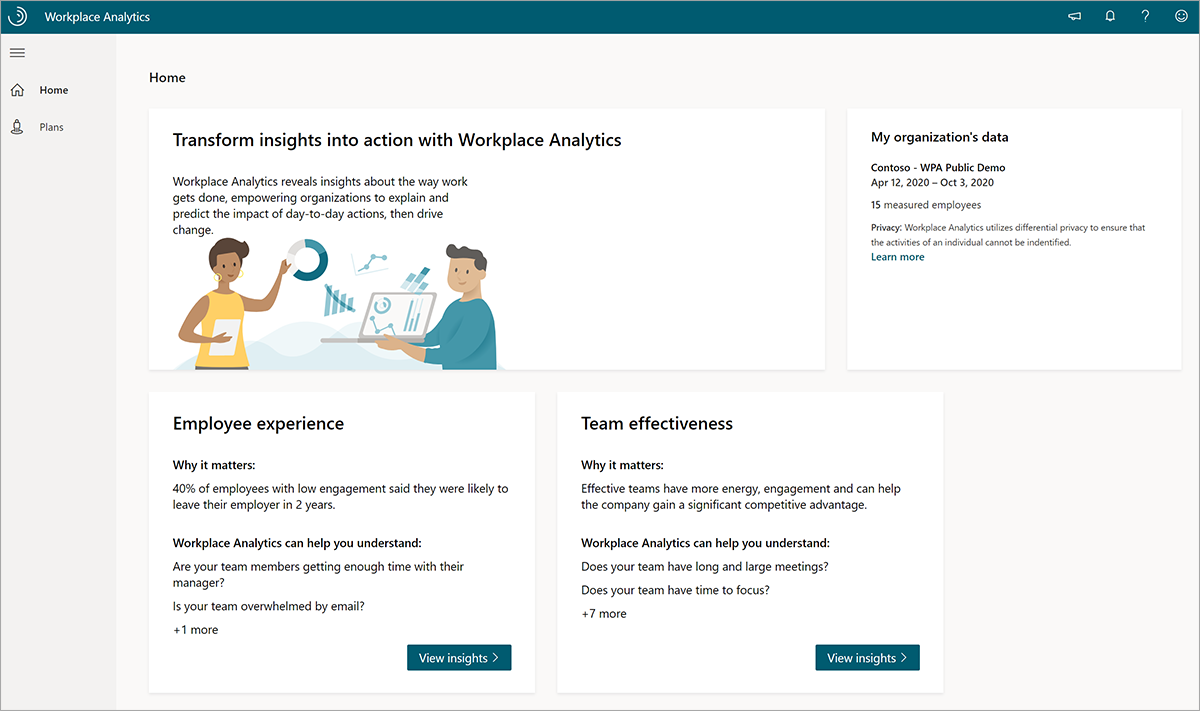 Workplace Analytics
Home
Plans
Home
Transform insights into action with Workplace Analytics
Workplace Analytics reveals insights about the way work
gets done, empowering organizations to explain and
predict the impact of day-to-day actions, then drive
change.
My organization's data
Contoso - WPA Public Demo
Apr 12, 2020 – Oct 3, 2020
15 measured employees
Privacy: Workplace Analytics utilizes differential privacy to ensure that
the activities of an individual cannot be indentified.
Learn more
Employee experience
Why it matters:
40% of employees with low engagement said they were likely to
leave their employer in 2 years.
Workplace Analytics can help you understand:
Are your team members getting enough time with their
manager?
Is your team overwhelmed by email?
+1 more
View insights
Team effectiveness
Why it matters:
Effective teams have more energy, engagement and can help
the company gain a significant competitive advantage.
Workplace Analytics can help you understand:
Does your team have long and large meetings?
Does your team have time to focus?
+7 more
View insights